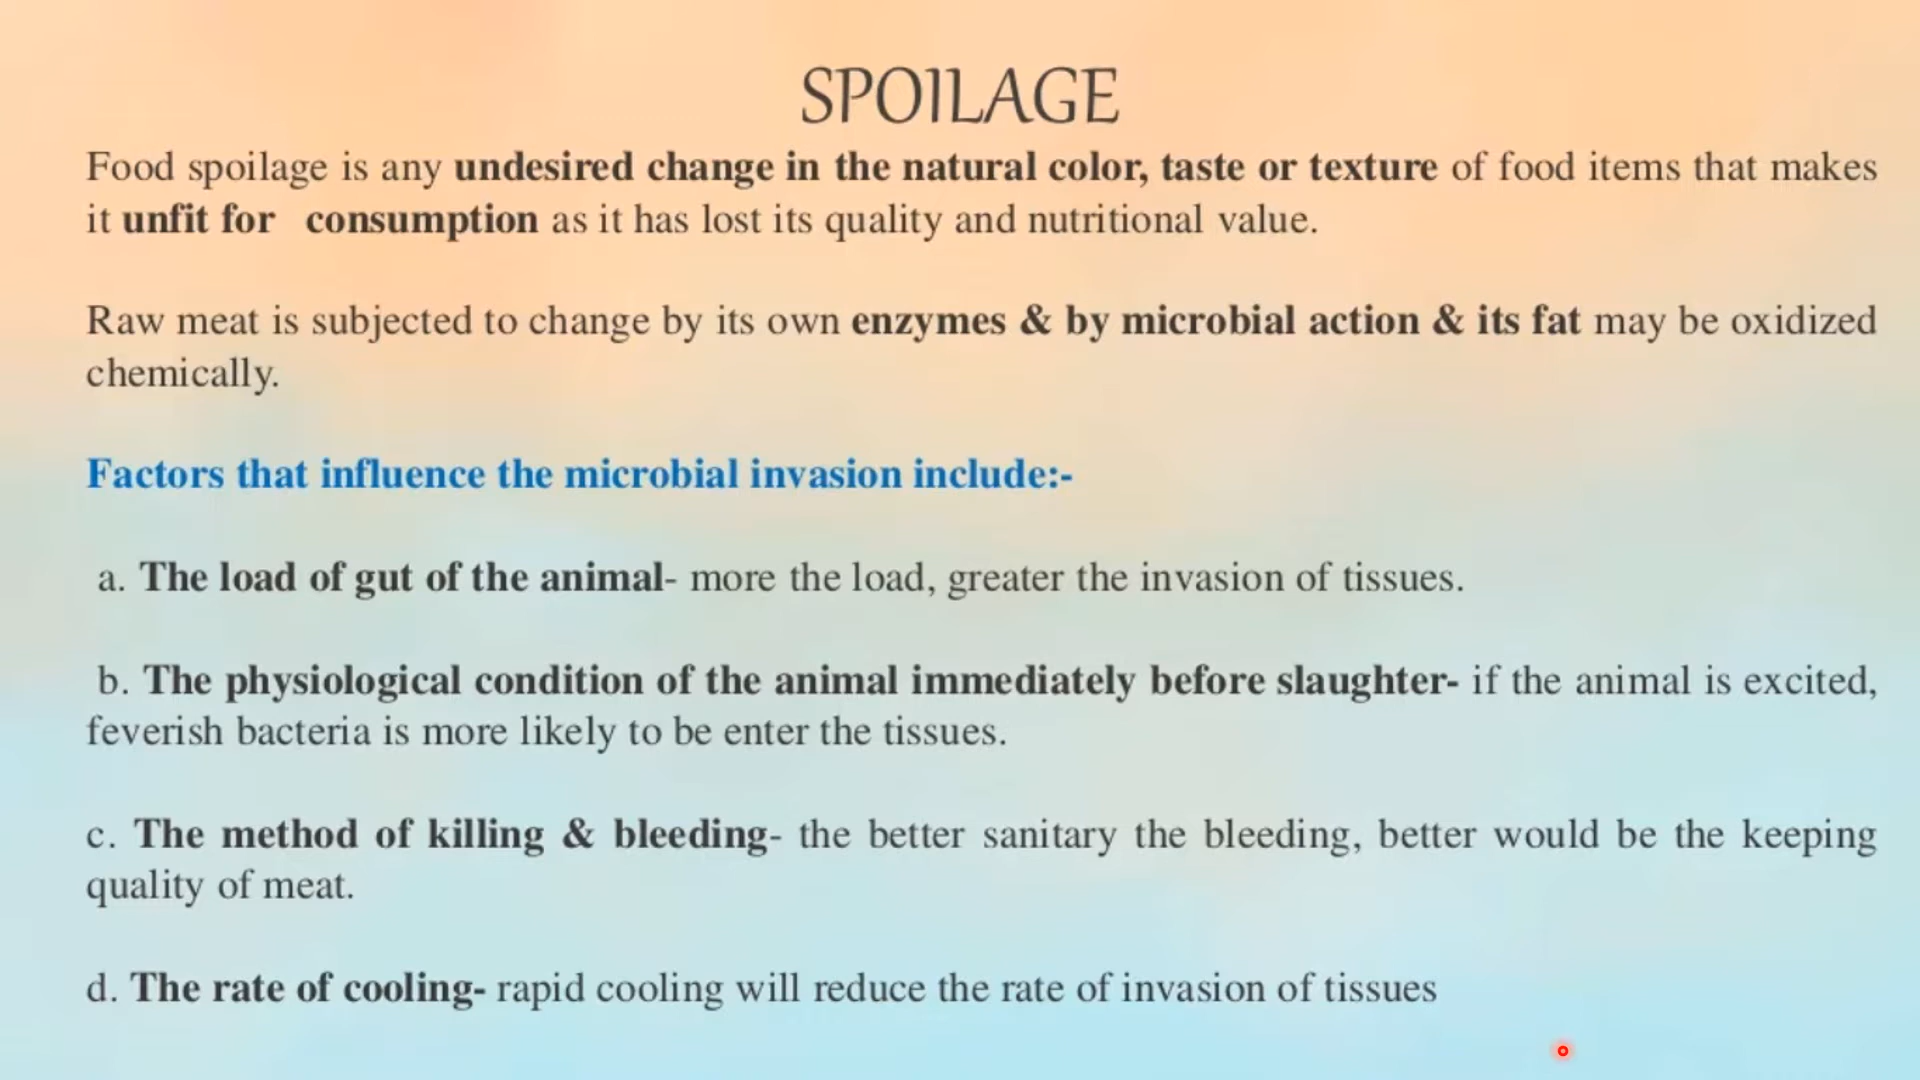 SPOILAGE
Food spoilage is any undesired change in the natural color, taste or texture of food items that makes
it unfit for consumption as it has lost its quality and nutritional value.
Raw meat is subjected to change by its own enzymes & by microbial action & its fat may be oxidized
chemically.
Factors that influence the microbial invasion include:-
a. The load of gut of the animal- more the load, greater the invasion of tissues.
b. The physiological condition of the animal immediately before slaughter- if the animal is excited,
feverish bacteria is more likely to be enter the tissues.
c. The method of killing & bleeding- the better sanitary the bleeding, better would be the keeping
quality of meat.
d. The rate of cooling- rapid cooling will reduce the rate of invasion of tissues